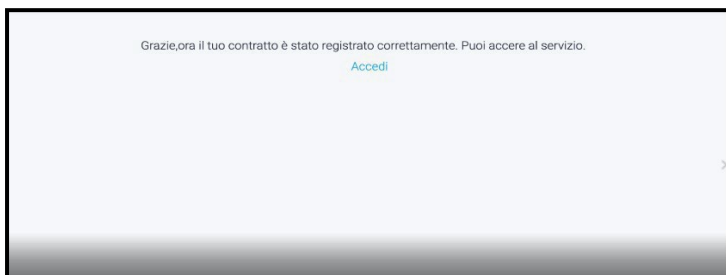 Grazie,ora il tuo contratto è stato registrato correttamente. Puoi accere al servizio.
Accedi